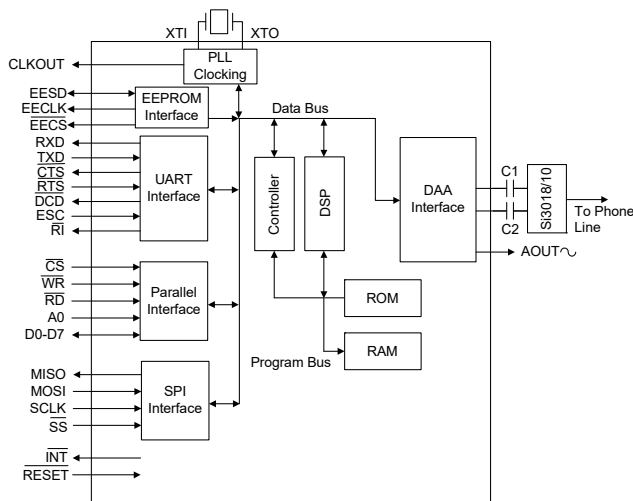 XTI
XTO
CLKOUT
PLL
Clocking
EESD
EECLK
EECS
EEPROM
Interface
Data Bus
RXD
TXD
CTS
RTS
DCD
ESC
RI
UART
Interface
Controller
DSP
DAA
Interface
C1
C2
Si3018/10
To Phone
Line
AOUT
CS
WR
RD
A0
D0-D7
Parallel
Interface
ROM
RAM
Program Bus
MISO
MOSI
SCLK
SS
SPI
Interface
INT
RESET